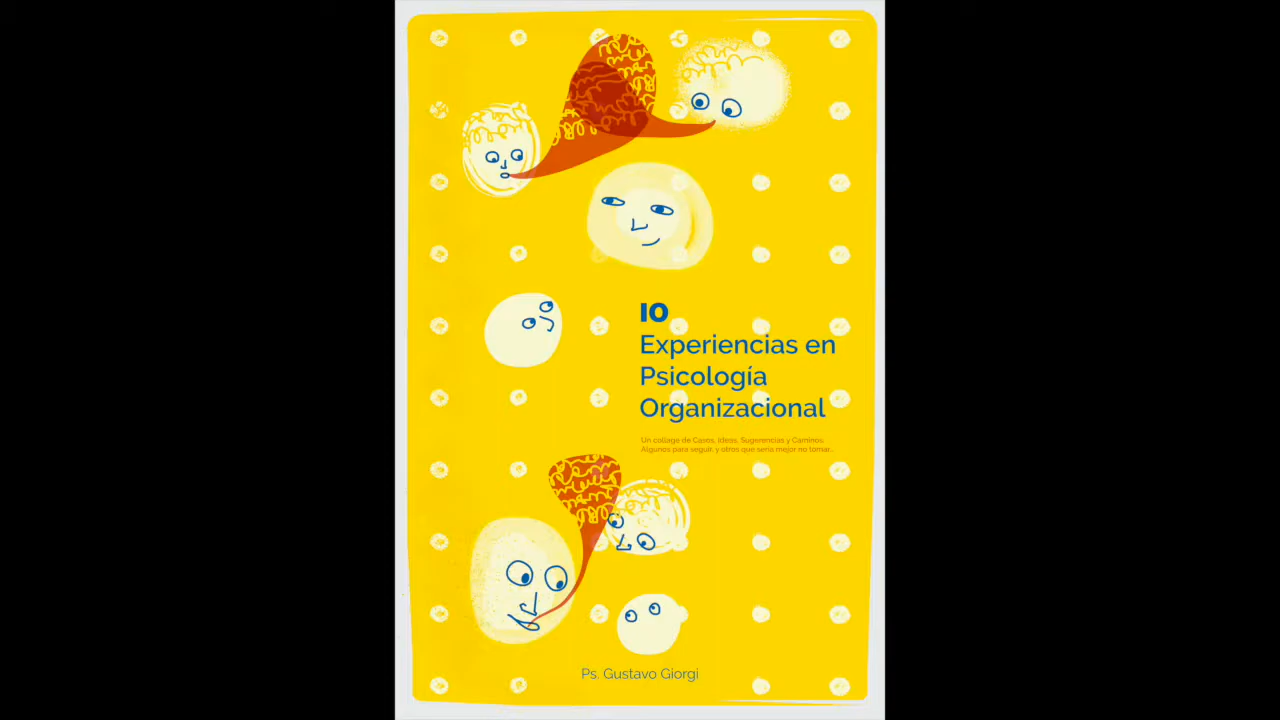 10
Experiencias en
Psicología
Organizacional
Un collage de Casos, Ideas, Sugerencias y Caminos.
Algunos para seguir, y otros que sería mejor no tomar...
Ps. Gustavo Giorgi